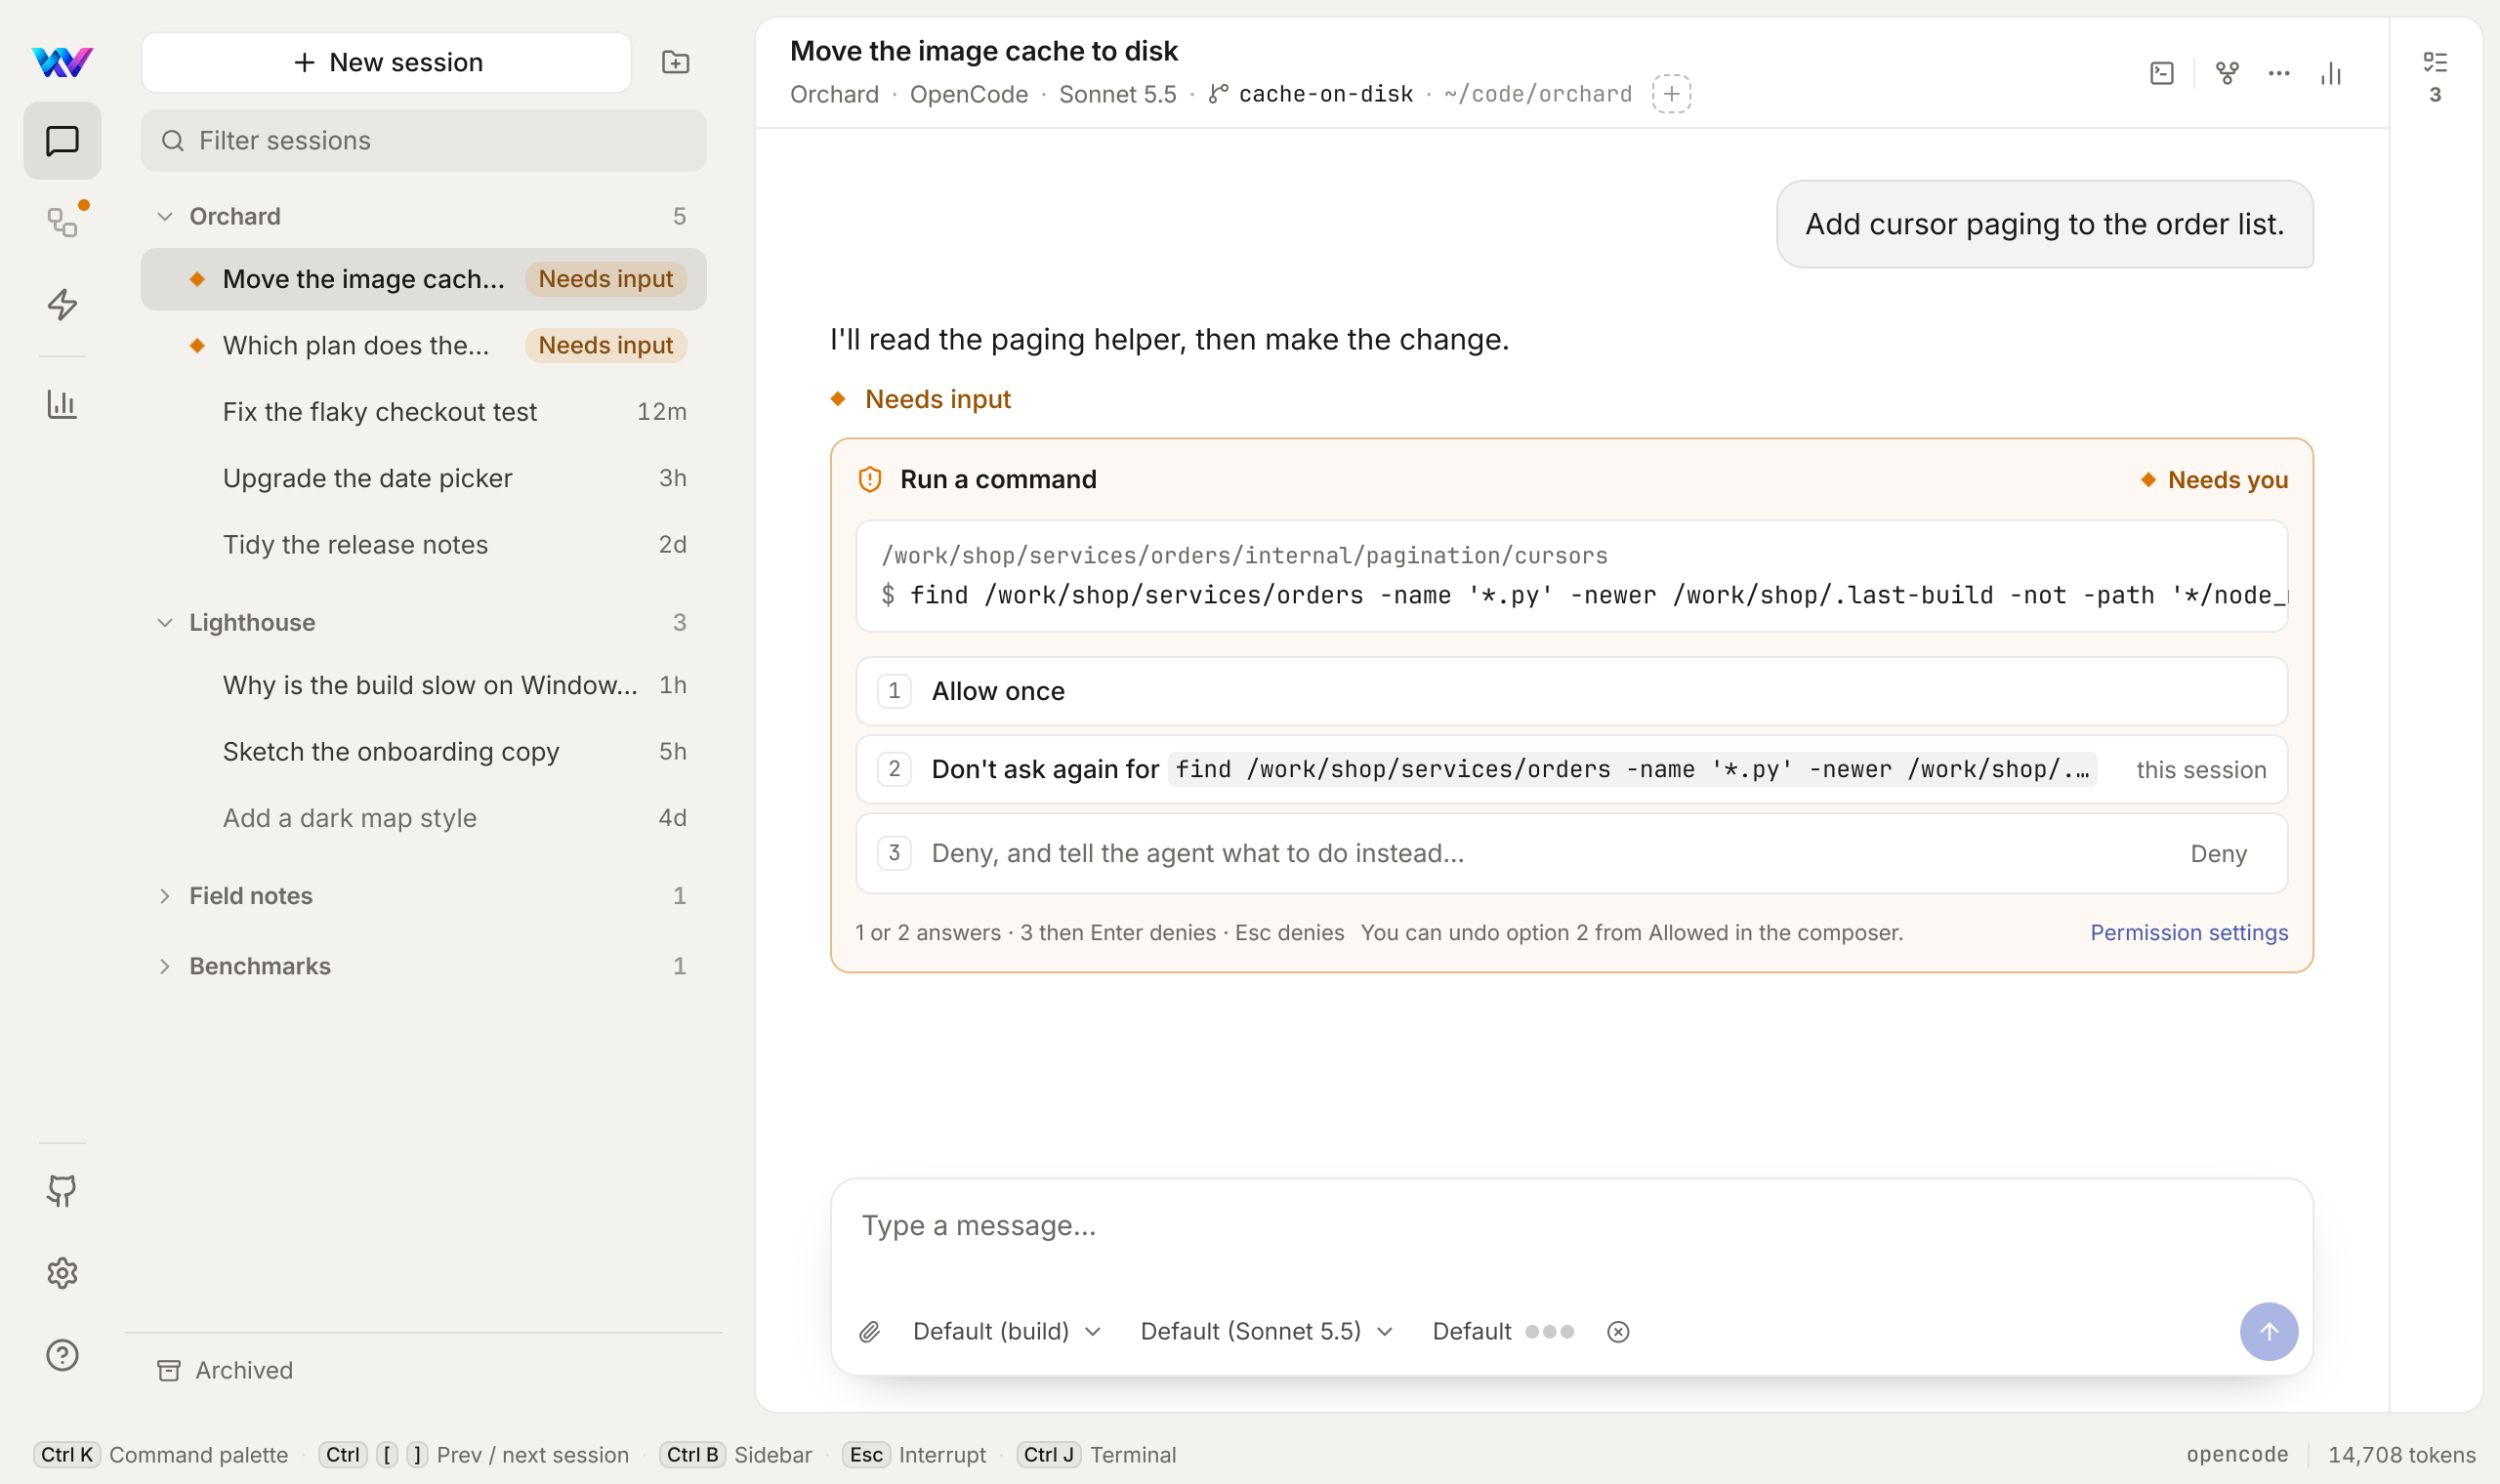 New session
Filter sessions
Orchard 5
Move the image cach... Needs input
Which plan does the... Needs input
Fix the flaky checkout test 12m
Upgrade the date picker 3h
Tidy the release notes 2d
Lighthouse 3
Why is the build slow on Window... 1h
Sketch the onboarding copy 5h
Add a dark map style 4d
Field notes 1
Benchmarks 1
Archived
Move the image cache to disk
Orchard · OpenCode · Sonnet 5.5 · cache-on-disk · ~/code/orchard
3
Add cursor paging to the order list.
I'll read the paging helper, then make the change.
Needs input
Run a command Needs you
/work/shop/services/orders/internal/pagination/cursors
$ find /work/shop/services/orders -name '*.py' -newer /work/shop/.last-build -not -path '*/node_
1 Allow once
2 Don't ask again for find /work/shop/services/orders -name '*.py' -newer /work/shop/.… this session
3 Deny, and tell the agent what to do instead... Deny
1 or 2 answers · 3 then Enter denies · Esc denies You can undo option 2 from Allowed in the composer. Permission settings
Type a message...
Default (build) Default (Sonnet 5.5) Default
Ctrl K Command palette · Ctrl [ ] Prev / next session · Ctrl B Sidebar · Esc Interrupt · Ctrl J Terminal
opencode 14,708 tokens